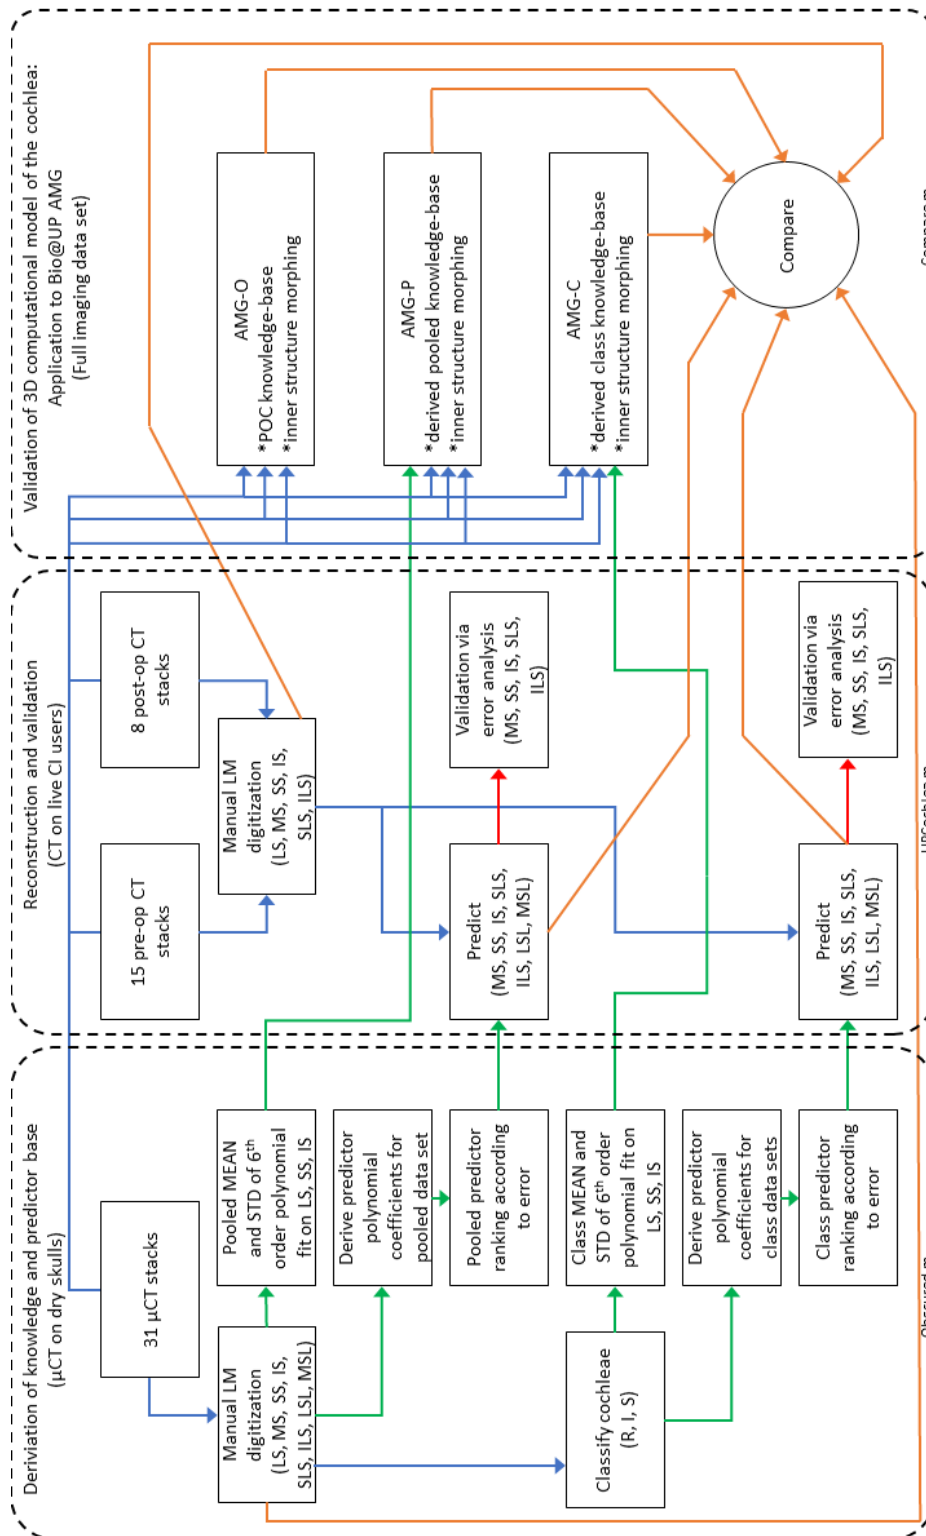 Deriviation of knowledge and predictor base
(µCT on dry skulls)
31 µCT stacks
Manual LM
digitization
(LS, MS, SS, IS,
SLS, ILS, LSL, MSL)
Pooled MEAN
and STD of 6th
order polynomial
fit on LS, SS, IS
Derive predictor
polynomial
coefficients for
pooled data set
Pooled predictor
ranking according
to error
Classify cochleae
(R, I, S)
Class MEAN and
STD of 6th order
polynomial fit on
LS, SS, IS
Derive predictor
polynomial
coefficients for
class data sets
Class predictor
ranking according
to error
Reconstruction and validation
(CT on live CI users)
15 pre-op CT
stacks
8 post-op CT
stacks
Manual LM
digitization
(LS, MS, SS, IS,
SLS, ILS)
Predict
(MS, SS, IS, SLS,
ILS, LSL, MSL)
Validation via
error analysis
(MS, SS, IS, SLS,
ILS)
Predict
(MS, SS, IS, SLS,
ILS, LSL, MSL)
Validation via
error analysis
(MS, SS, IS, SLS,
ILS)
Validation of 3D computational model of the cochlea:
Application to Bio@UP AMG
(Full imaging data set)
AMG-O
*POC knowledge-base
*inner structure morphing
AMG-P
*derived pooled knowledge-base
*inner structure morphing
AMG-C
*derived class knowledge-base
*inner structure morphing
Compare